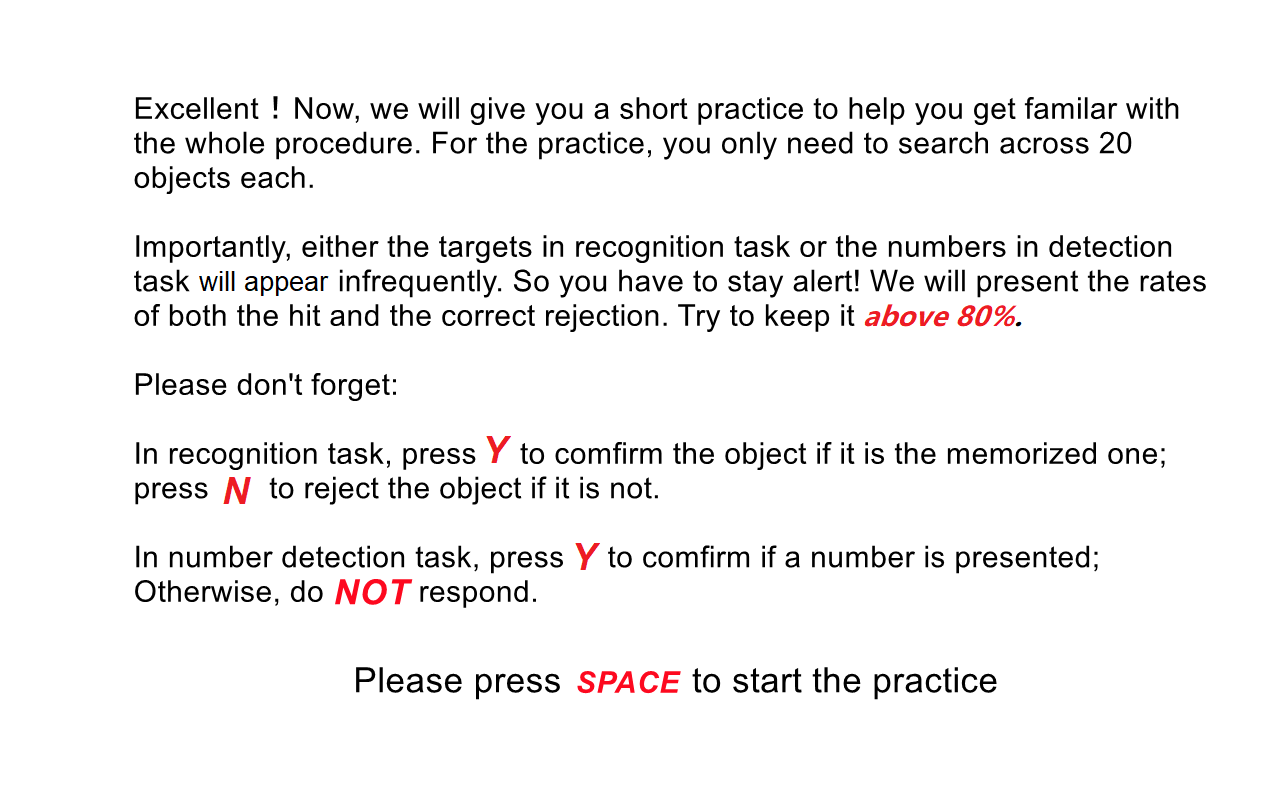 Excellent！Now, we will give you a short practice to help you get familar with
the whole procedure. For the practice, you only need to search across 20
objects each.
Importantly, either the targets in recognition task or the numbers in detection
task will appear infrequently. So you have to stay alert! We will present the rates
of both the hit and the correct rejection. Try to keep it above 80%.
Please don't forget:
In recognition task, press Y to comfirm the object if it is the memorized one;
press N to reject the object if it is not.
In number detection task, press Y to comfirm if a number is presented;
Otherwise, do NOT respond.
Please press SPACE to start the practice